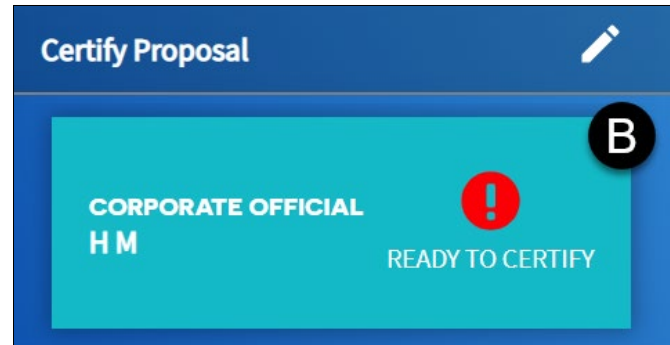 Certify Proposal
B
CORPORATE OFFICIAL
H M
!
READY TO CERTIFY